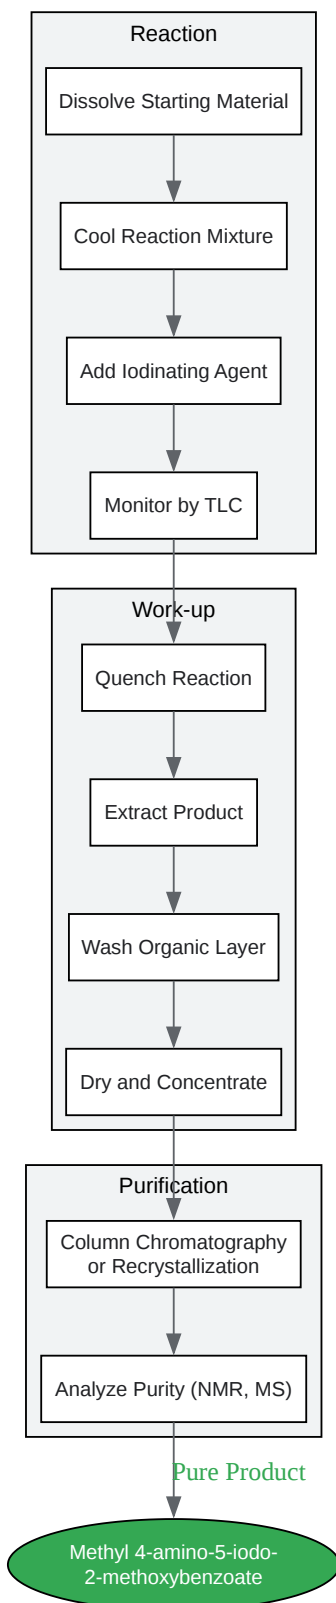 Reaction
Dissolve Starting Material
Cool Reaction Mixture
Add Iodinating Agent
Monitor by TLC
Work-up
Quench Reaction
Extract Product
Wash Organic Layer
Dry and Concentrate
Purification
Column Chromatography
or Recrystallization
Analyze Purity (NMR, MS)
Pure Product
Methyl 4-amino-5-iodo-
2-methoxybenzoate